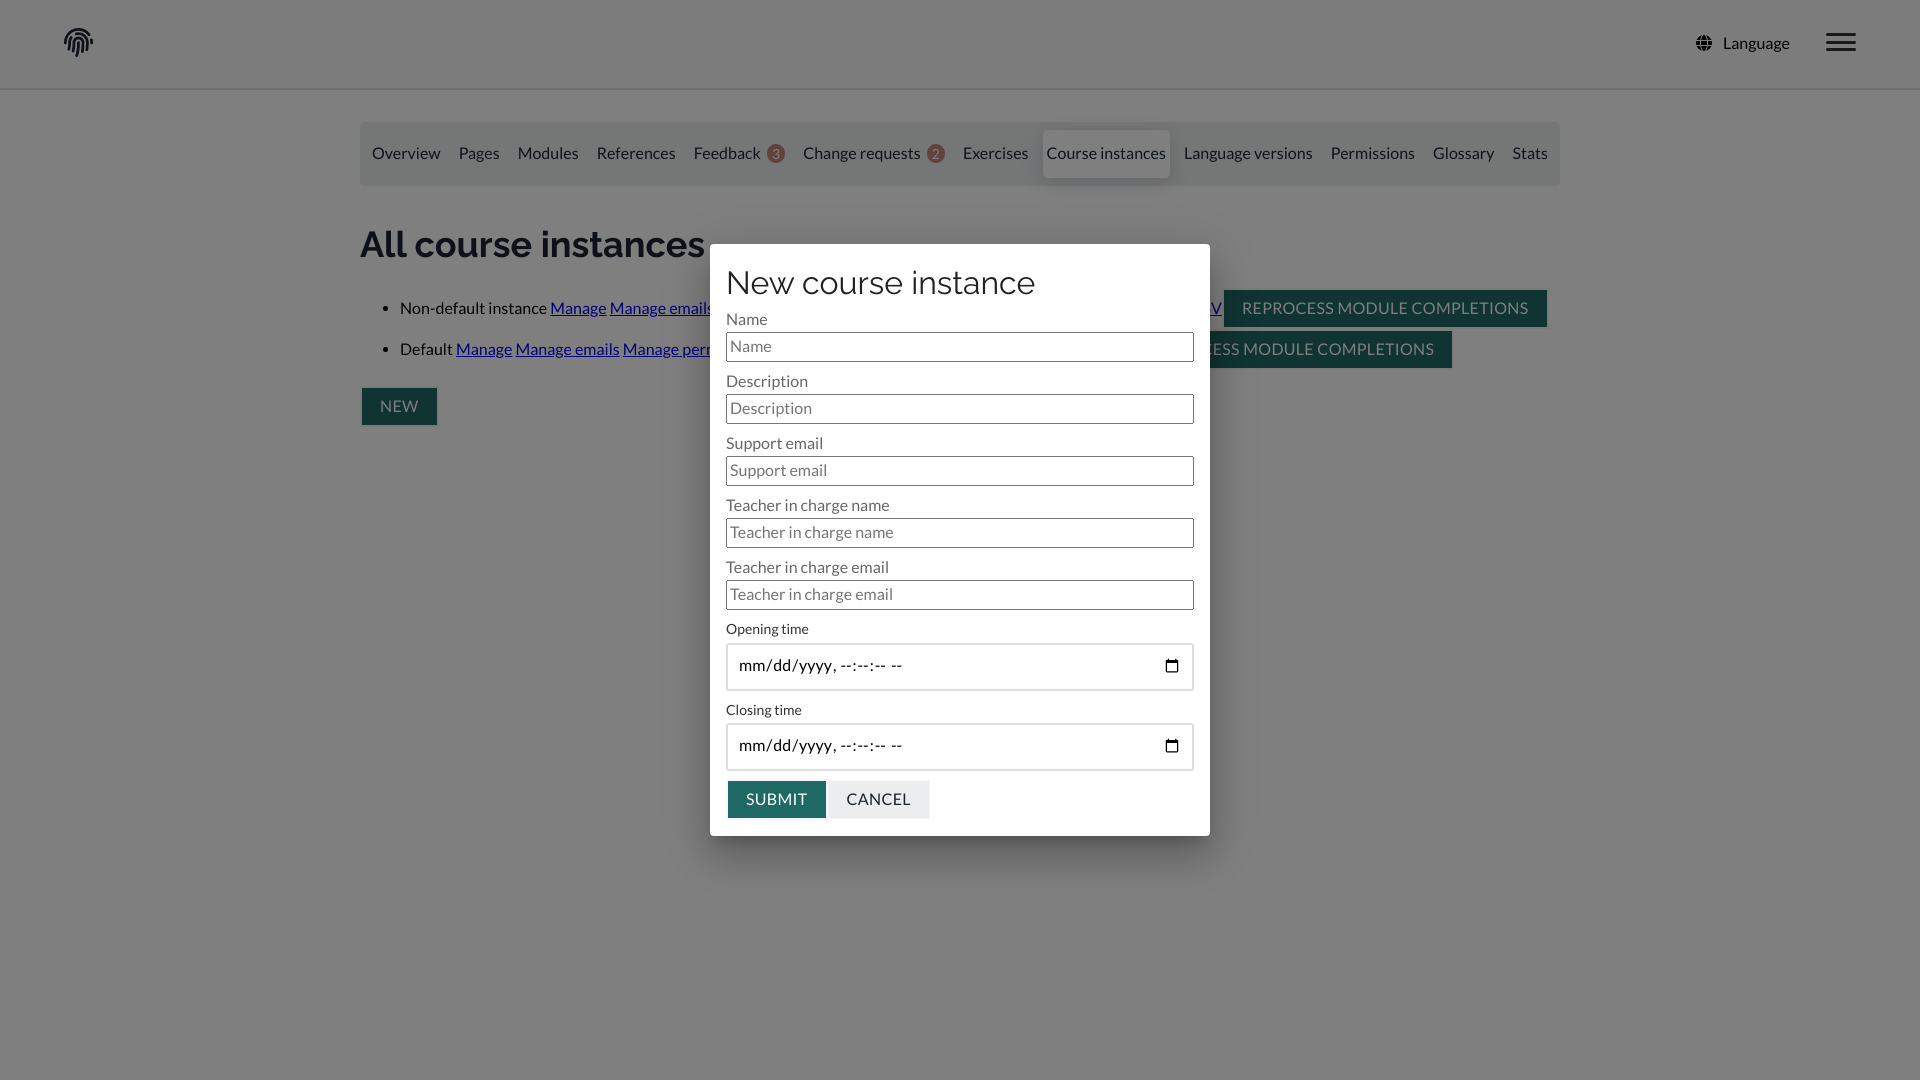 Language
Overview Pages Modules References Feedback 3 Change requests 2 Exercises Course instances Language versions Permissions Glossary Stats
All course instances
New course instance
Non-default instance Manage Manage emails REPROCESS MODULE COMPLETIONS
Default Manage Manage emails Manage MODULE COMPLETIONS
NEW
Name
Name
Description
Description
Support email
Support email
Teacher in charge name
Teacher in charge name
Teacher in charge email
Teacher in charge email
Opening time
mm/dd/yyyy, --:--:-- --
Closing time
mm/dd/yyyy, --:--:-- --
SUBMIT CANCEL